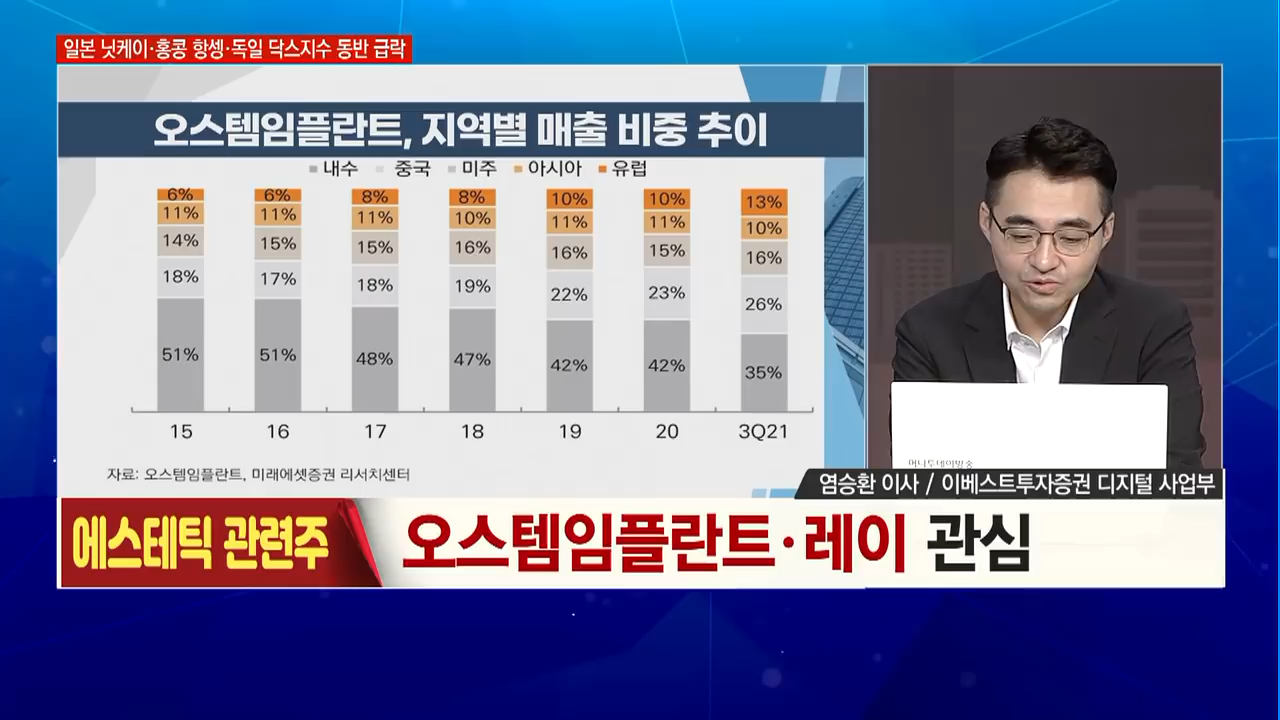 일본 닛케이·홍콩 항셍·독일 닥스지수 동반 급락
오스템임플란트, 지역별 매출 비중 추이
내수 중국 미주 아시아 유럽
6% 6% 8% 8% 10% 10% 13%
11% 11% 11% 10% 11% 11% 10%
14% 15% 15% 16% 16% 15% 16%
18% 17% 18% 19% 22% 23% 26%
51% 51% 48% 47% 42% 42% 35%
15 16 17 18 19 20 3Q21
자료: 오스템임플란트, 미래에셋증권 리서치센터
머니투데이방송
염승환 이사 / 이베스트투자증권 디지털 사업부
에스테틱 관련주
오스템임플란트·레이 관심